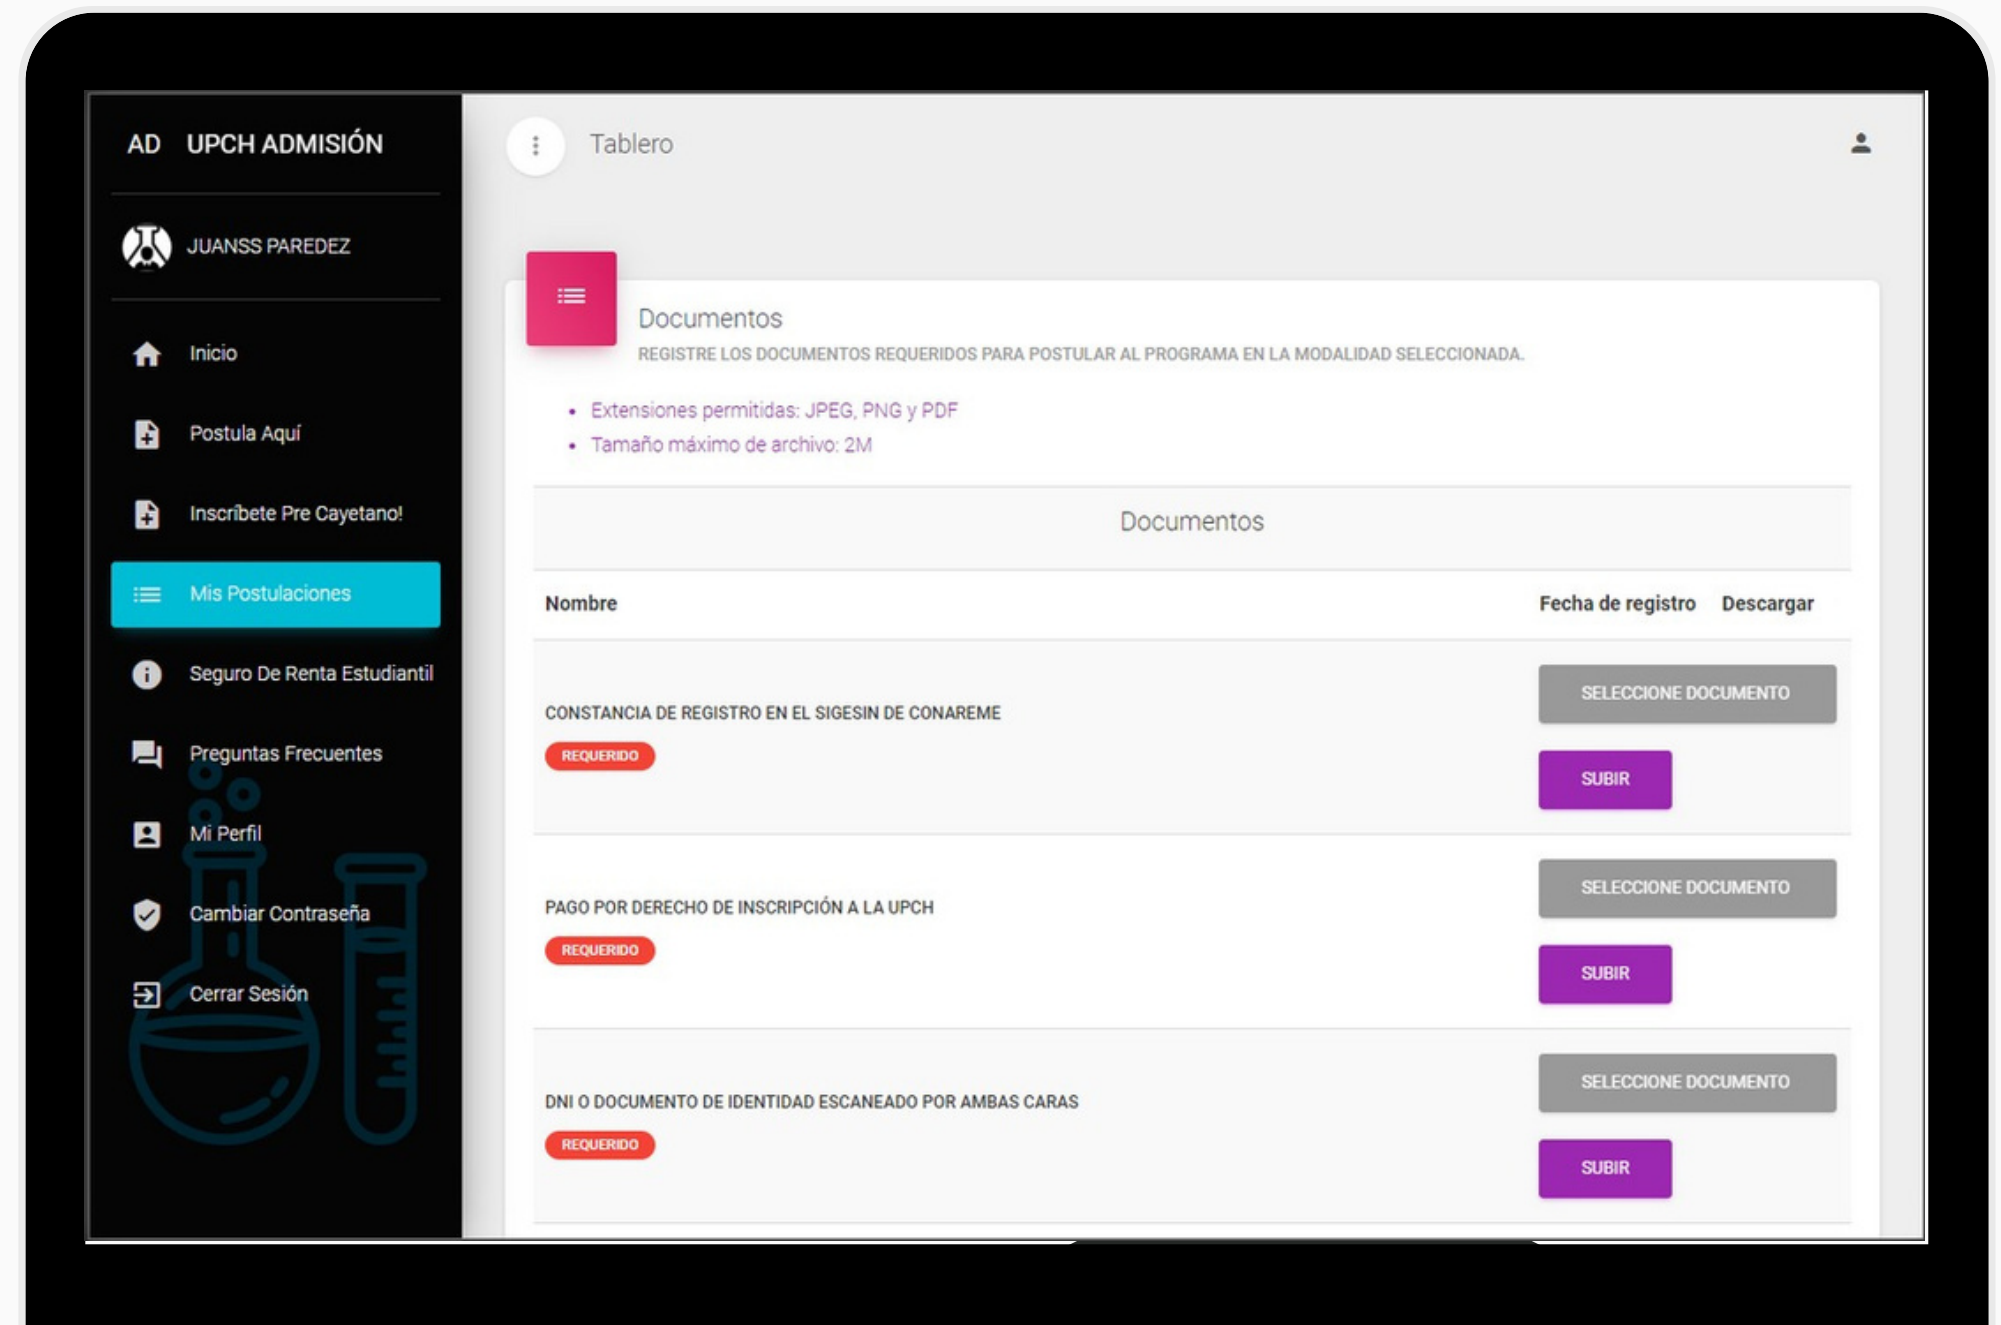 AD UPCH ADMISIÓN
JUANSS PAREDEZ
Inicio
Postula Aquí
Inscríbete Pre Cayetano!
Mis Postulaciones
Seguro De Renta Estudiantil
Preguntas Frecuentes
Mi Perfil
Cambiar Contraseña
Cerrar Sesión
Tablero
Documentos
REGISTRE LOS DOCUMENTOS REQUERIDOS PARA POSTULAR AL PROGRAMA EN LA MODALIDAD SELECCIONADA.
• Extensiones permitidas: JPEG, PNG y PDF
• Tamaño máximo de archivo: 2M
Documentos
Nombre Fecha de registro Descargar
CONSTANCIA DE REGISTRO EN EL SIGESIN DE CONAREME
REQUERIDO
SELECCIONE DOCUMENTO
SUBIR
PAGO POR DERECHO DE INSCRIPCIÓN A LA UPCH
REQUERIDO
SELECCIONE DOCUMENTO
SUBIR
DNI O DOCUMENTO DE IDENTIDAD ESCANEADO POR AMBAS CARAS
REQUERIDO
SELECCIONE DOCUMENTO
SUBIR